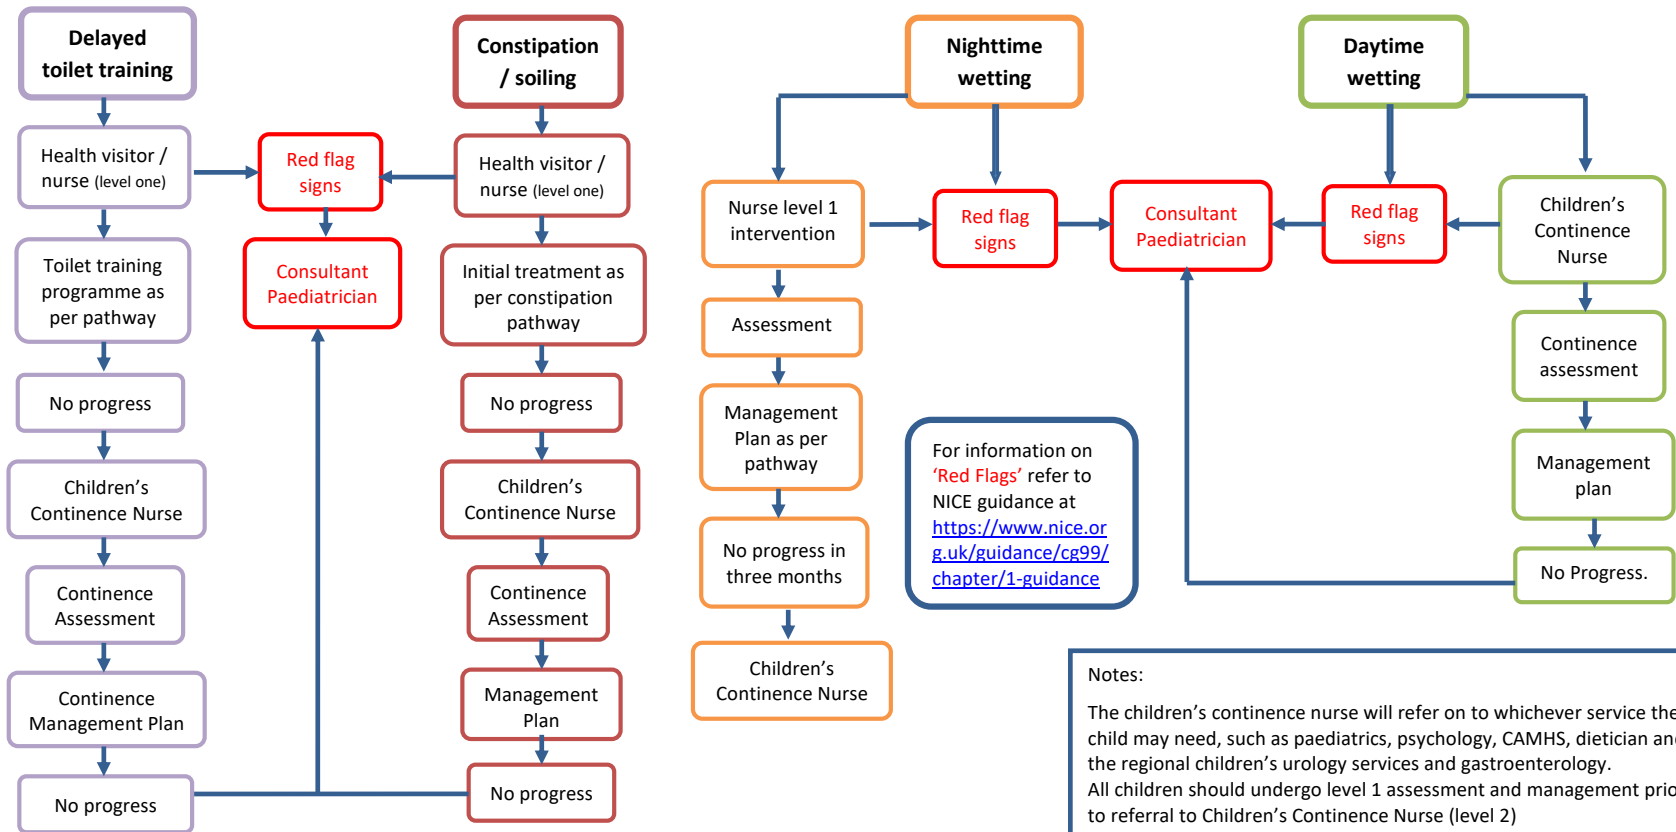 Delayed
toilet training
Health visitor /
nurse (level one)
Toilet training
programme as
per pathway
No progress
Children's
Continence Nurse
Continence
Assessment
Continence
Management Plan
No progress
Red flag
signs
Consultant
Paediatrician
Constipation
/ soiling
Health visitor /
nurse (level one)
Initial treatment as
per constipation
pathway
No progress
Children's
Continence Nurse
Continence
Assessment
Management
Plan
No progress
Nighttime
wetting
Nurse level 1
intervention
Assessment
Management
Plan as per
pathway
No progress in
three months
Children's
Continence Nurse
Red flag
signs
Consultant
Paediatrician
Daytime
wetting
Red flag
signs
Children's
Continence
Nurse
Continence
assessment
Management
plan
No Progress.
For information on
'Red Flags' refer to
NICE guidance at
https://www.nice.or
g.uk/guidance/cg99/
chapter/1-guidance
Notes:
The children's continence nurse will refer on to whichever service the
child may need, such as paediatrics, psychology, CAMHS, dietician and
the regional children's urology services and gastroenterology.
All children should undergo level 1 assessment and management prio
to referral to Children's Continence Nurse (level 2)